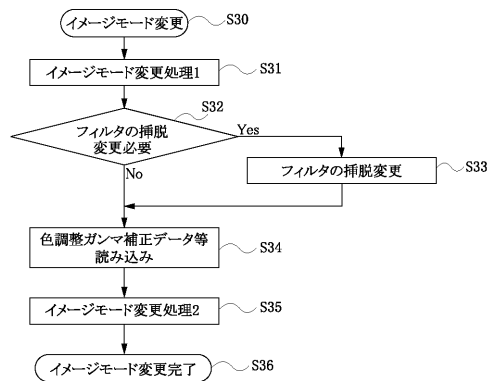 イメージモード変更 S30
イメージモード変更処理1 S31
S32
フィルタの挿脱
変更必要
Yes
No
フィルタの挿脱変更 S33
色調整ガンマ補正データ等
読み込み
S34
イメージモード変更処理2 S35
イメージモード変更完了 S36